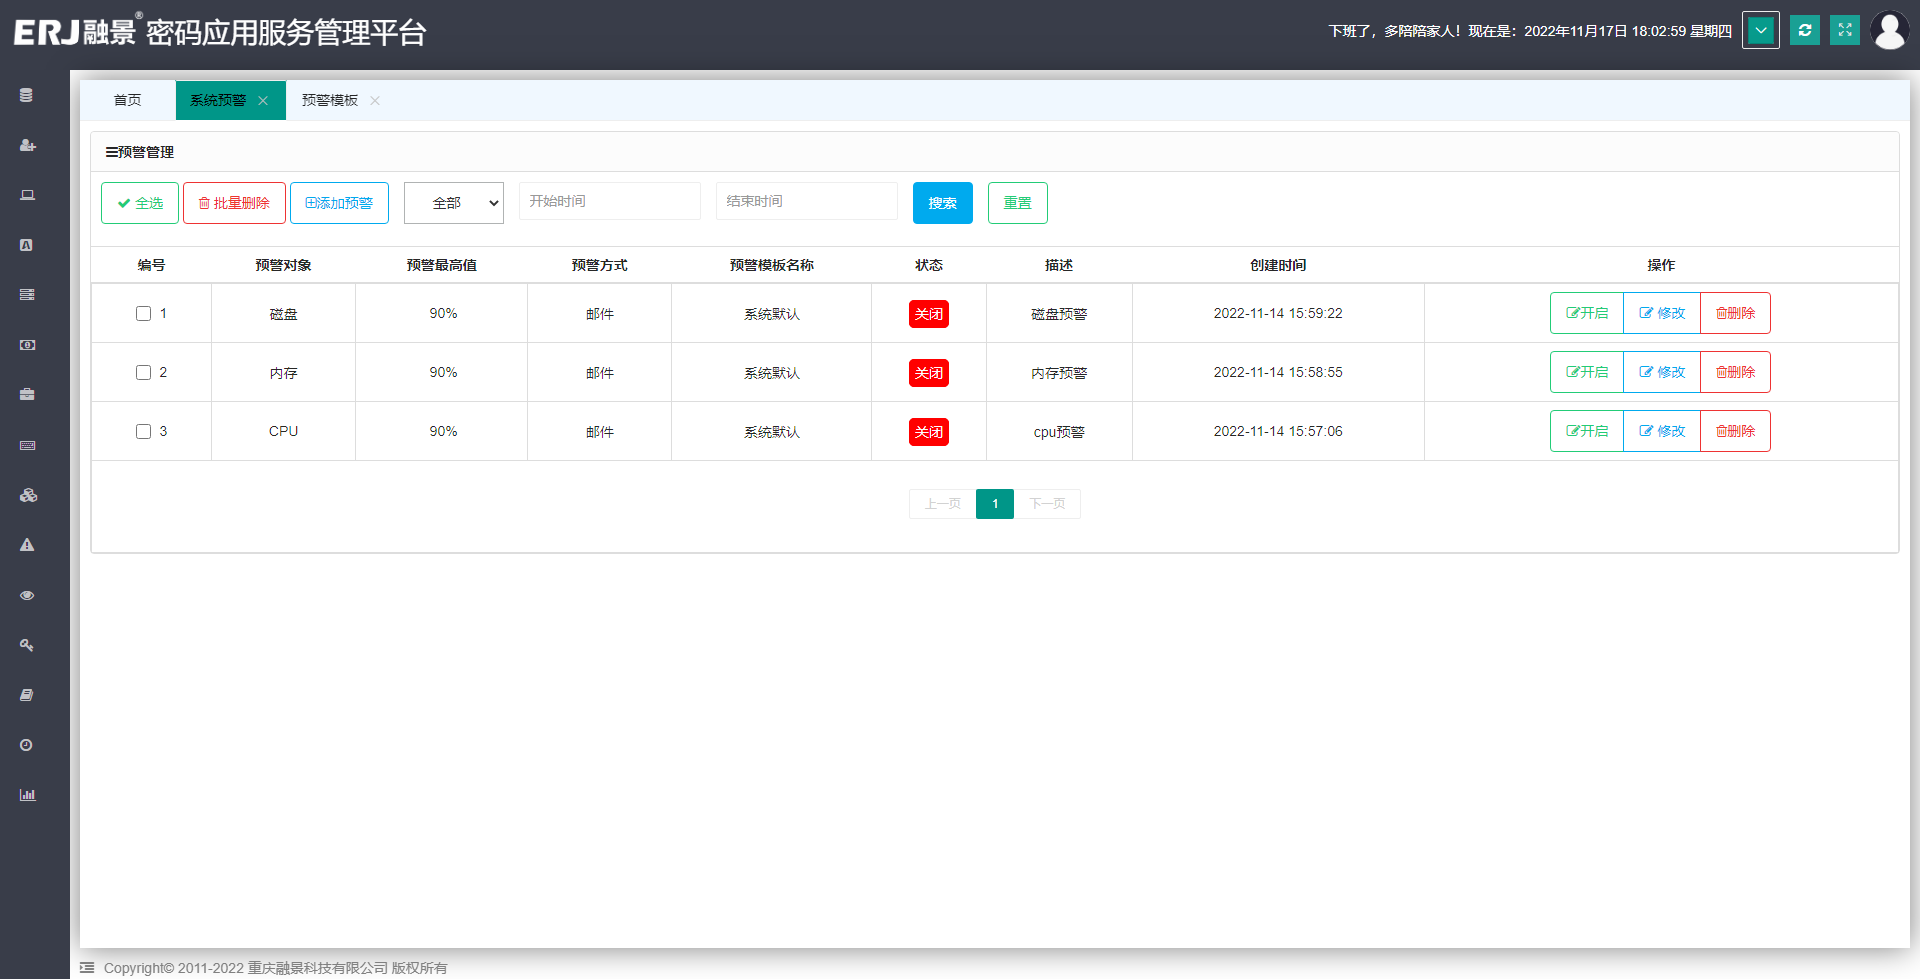 ERJ融景® 密码应用服务管理平台
下班了，多陪陪家人！现在是：2022年11月17日 18:02:59 星期四
首页 系统预警 预警模板
预警管理
全选 批量删除 添加预警 全部 开始时间 结束时间 搜索 重置
编号 预警对象 预警最高值 预警方式 预警模板名称 状态 描述 创建时间 操作
1 磁盘 90% 邮件 系统默认 关闭 磁盘预警 2022-11-14 15:59:22 开启 修改 删除
2 内存 90% 邮件 系统默认 关闭 内存预警 2022-11-14 15:58:55 开启 修改 删除
3 CPU 90% 邮件 系统默认 关闭 cpu预警 2022-11-14 15:57:06 开启 修改 删除
上一页 1 下一页
Copyright© 2011-2022 重庆融景科技有限公司 版权所有